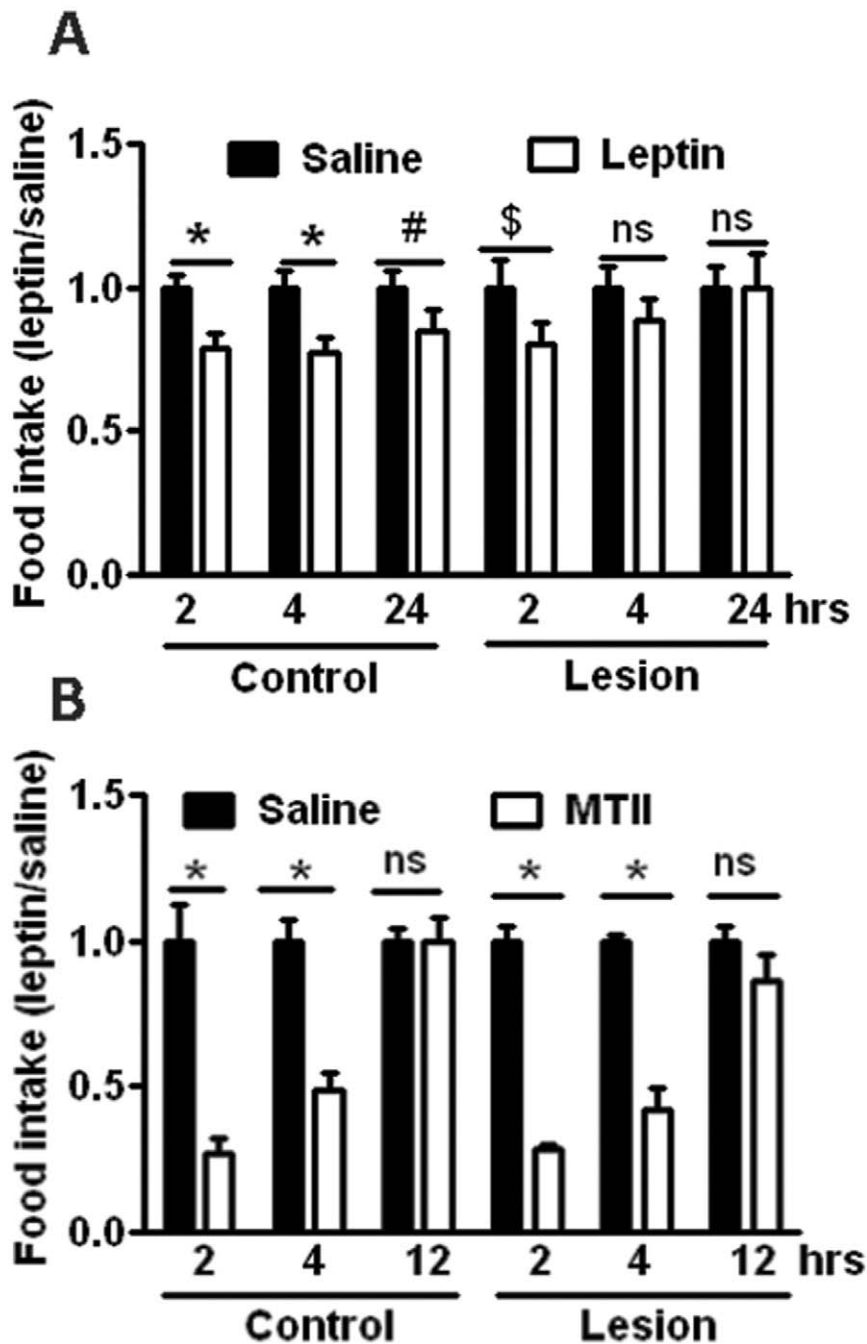 A
Food intake (leptin/saline)
1.5
1.0
0.5
0.0
Saline Leptin
* * # $ ns ns
2 4 24 2 4 24 hrs
Control Lesion
B
Food intake (leptin/saline)
1.5
1.0
0.5
0.0
Saline MTII
* * ns * * ns
2 4 12 2 4 12 hrs
Control Lesion